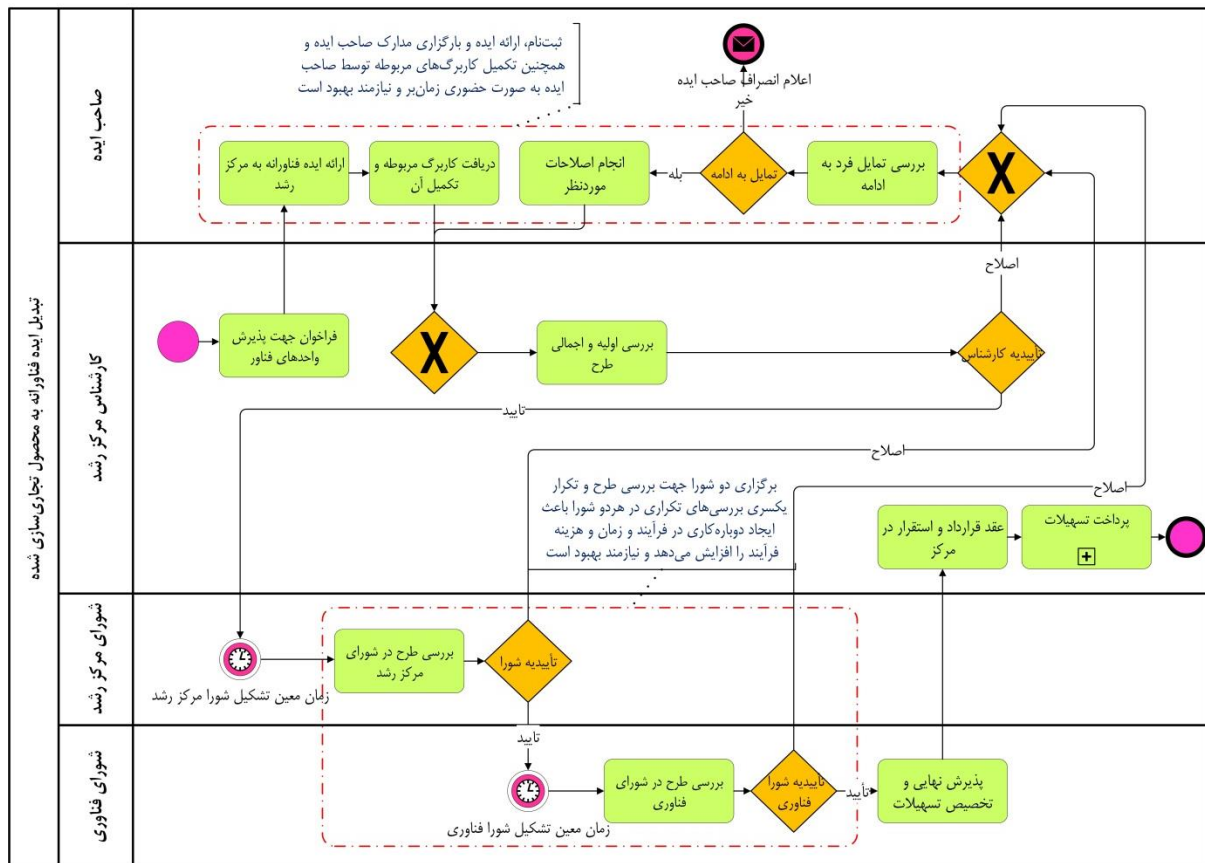 تبدیل ایده فناورانه به محصول تجاری‌سازی شده
صاحب ایده
ثبت‌نام، ارائه ایده و بارگزاری مدارک صاحب ایده و
همچنین تکمیل کاربرگ‌های مربوطه توسط صاحب
ایده به صورت حضوری زمان‌بر و نیازمند بهبود است
اعلام انصراف صاحب ایده
خیر
ارائه ایده فناورانه به مرکز
رشد
دریافت کاربرگ مربوطه و
تکمیل آن
انجام اصلاحات
موردنظر
بله
تمایل به ادامه
بررسی تمایل فرد به
ادامه
X
کارشناس مرکز رشد
اصلاح
فراخوان جهت پذیرش
واحدهای فناور
X
بررسی اولیه و اجمالی
طرح
تأییدیه کارشناس
تایید
اصلاح
اصلاح
برگزاری دو شورا جهت بررسی طرح و تکرار
یکسری بررسی‌های تکراری در هردو شورا باعث
ایجاد دوباره‌کاری در فرآیند و زمان و هزینه
فرآیند را افزایش می‌دهد و نیازمند بهبود است
عقد قرارداد و استقرار در
مرکز
پرداخت تسهیلات
شورای مرکز رشد
زمان معین تشکیل شورا مرکز رشد
بررسی طرح در شورای
مرکز رشد
تأییدیه شورا
تایید
شورای فناوری
زمان معین تشکیل شورا فناوری
بررسی طرح در شورای
فناوری
تأییدیه شورا
فناوری
تأیید
پذیرش نهایی و
تخصیص تسهیلات